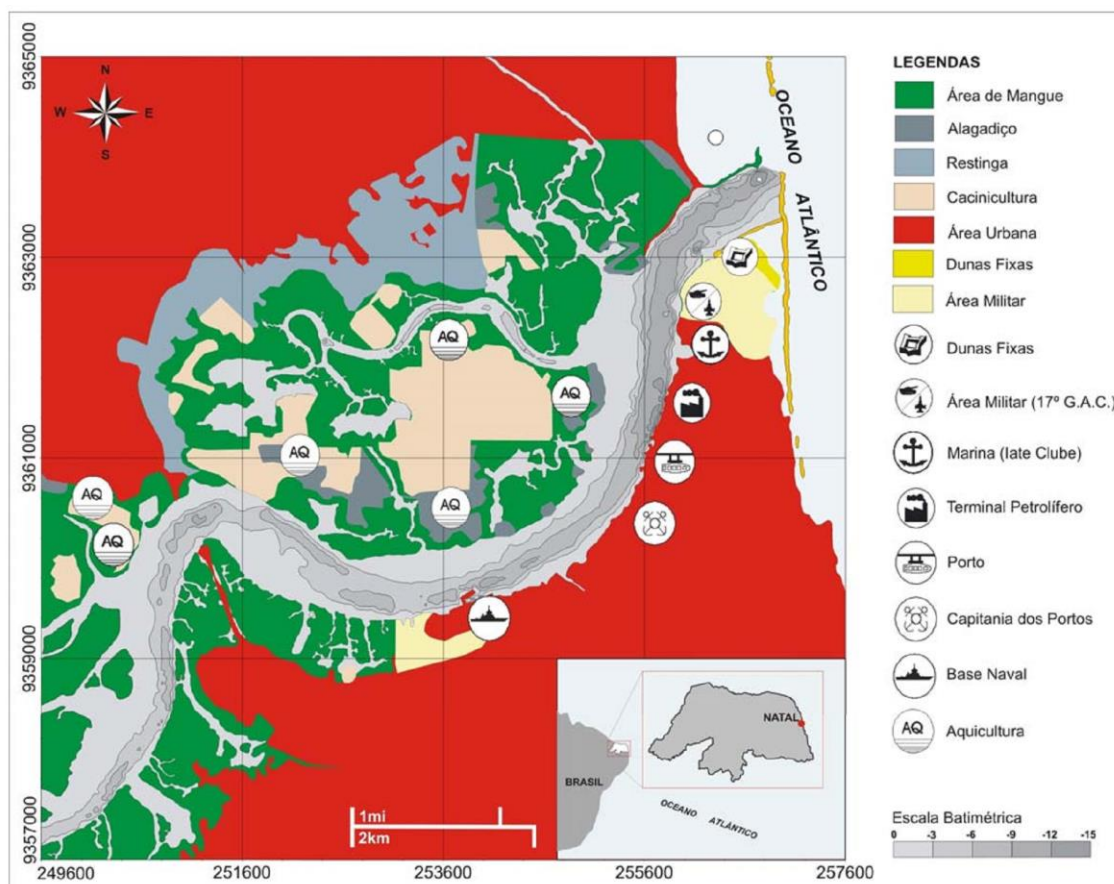 9365000
9363000
9361000
9359000
9357000
249600
251600
253600
255600
257600
N
W
E
S
OCEANO
ATLÂNTICO
AQ
AQ
AQ
AQ
AQ
AQ
1mi
2km
NATAL
BRASIL
OCEANO
ATLÂNTICO
LEGENDAS
Área de Mangue
Alagadiço
Restinga
Cacinicultura
Área Urbana
Dunas Fixas
Área Militar
Dunas Fixas
Área Militar (17º G.A.C.)
Marina (Iate Clube)
Terminal Petrolífero
Porto
Capitania dos Portos
Base Naval
AQ
Aquicultura
Escala Batimétrica
0 -3 -6 -9 -12 -15